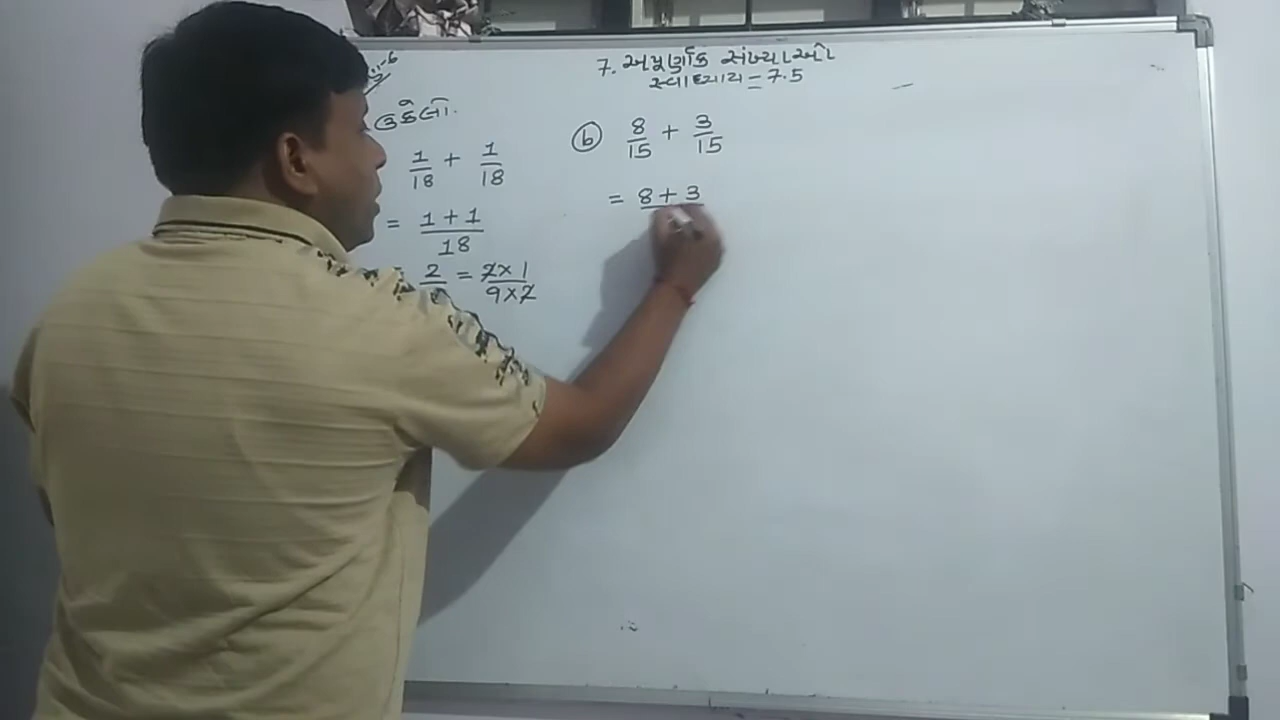 7. અપૂર્ણાંક સંખ્યાઓ
સ્વાધ્યાય - 7.5
ઉકેલો.
1/18 + 1/18
= 1 + 1/18
2/ = 2 x 1/9 x 2
(b) 8/15 + 3/15
= 8 + 3